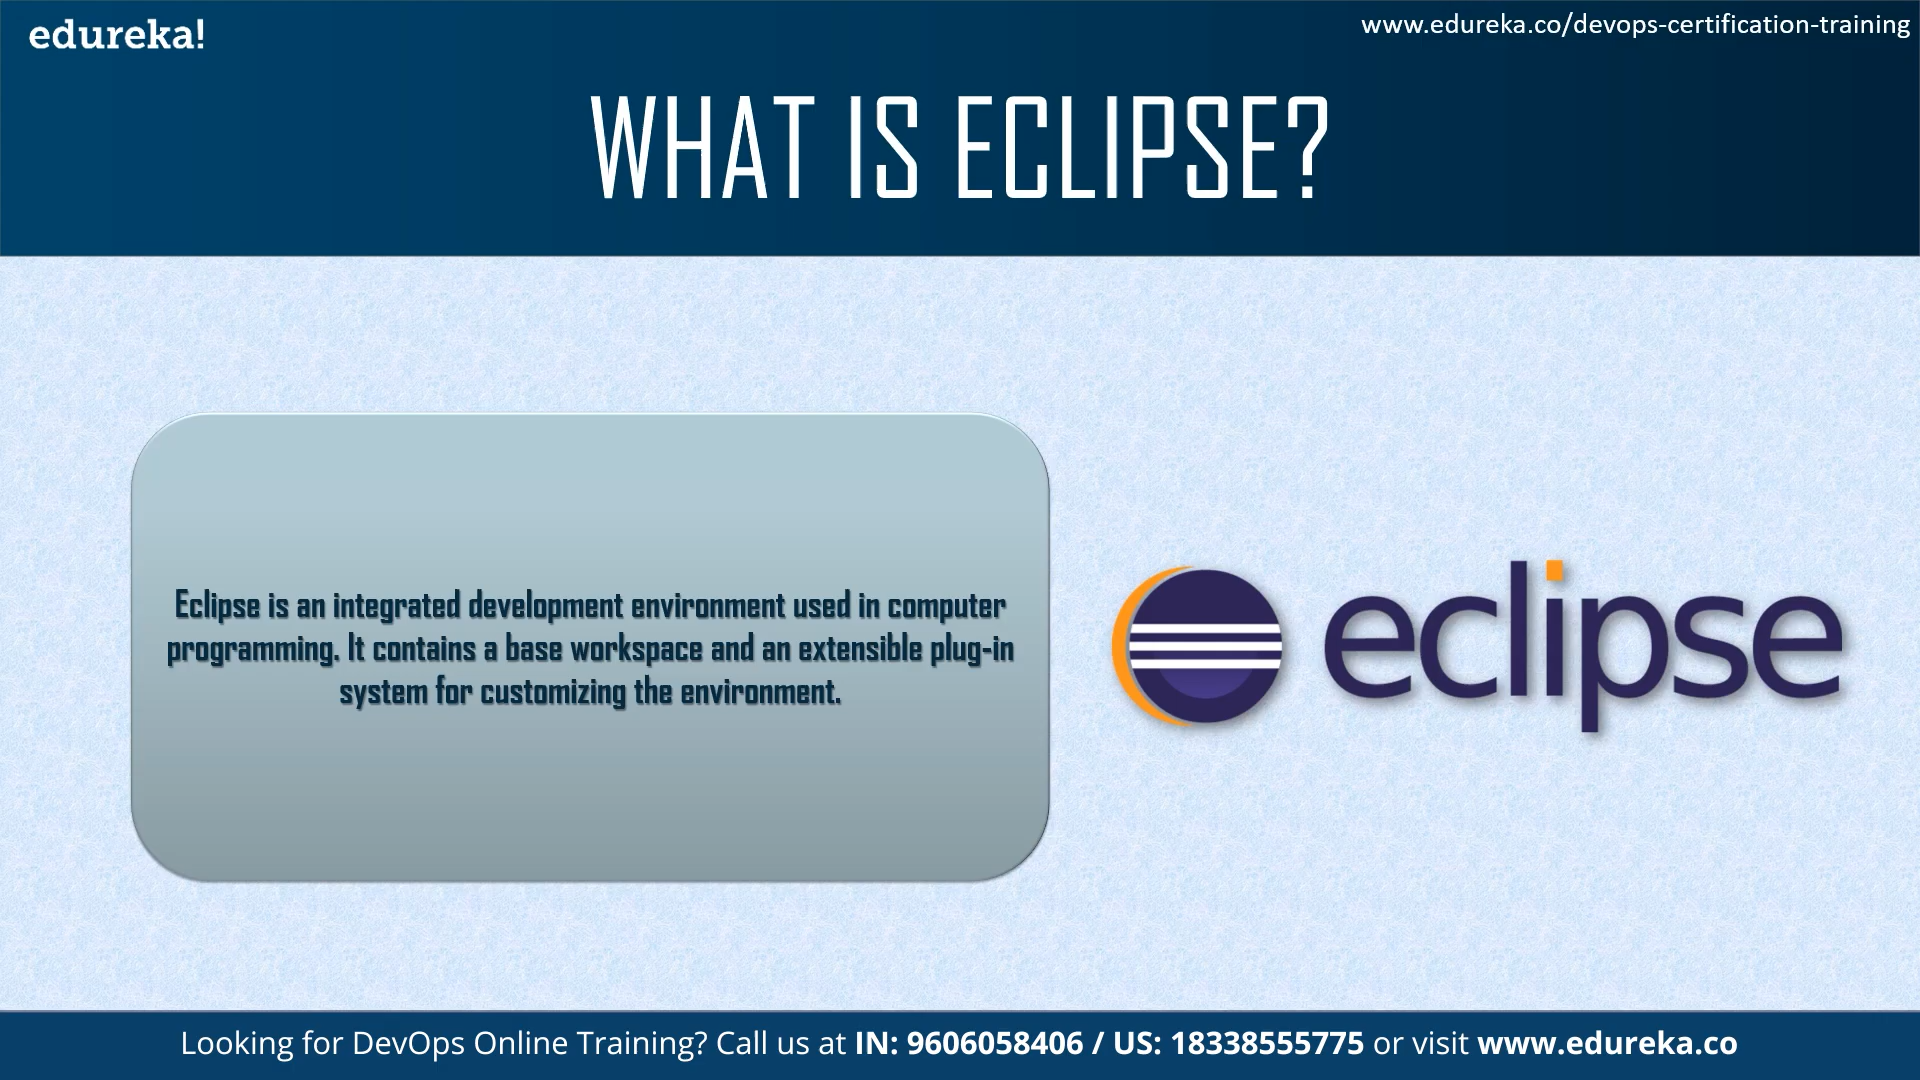 edureka!
www.edureka.co/devops-certification-training
WHAT IS ECLIPSE?
Eclipse is an integrated development environment used in computer
programming. It contains a base workspace and an extensible plug-in
system for customizing the environment.
eclipse
Looking for DevOps Online Training? Call us at IN: 9606058406 / US: 18338555775 or visit www.edureka.co